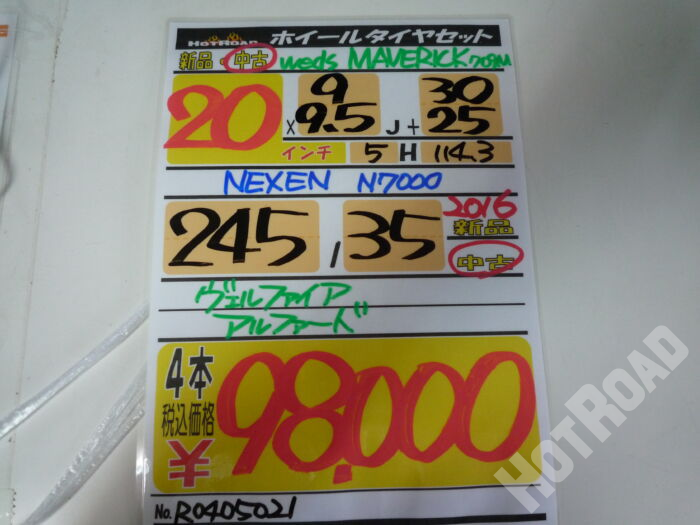 HOTROAD ホイールタイヤセット
新品・中古 weds MAVERICK 709M
20 × 9 J + 30
9.5 25
インチ 5 H 114.3
NEXEN N7000
245 / 35 2016
新品
中古
ヴェルファイア
アルファード
4本
税込価格
¥98,000
No. R0405021
HOTROAD